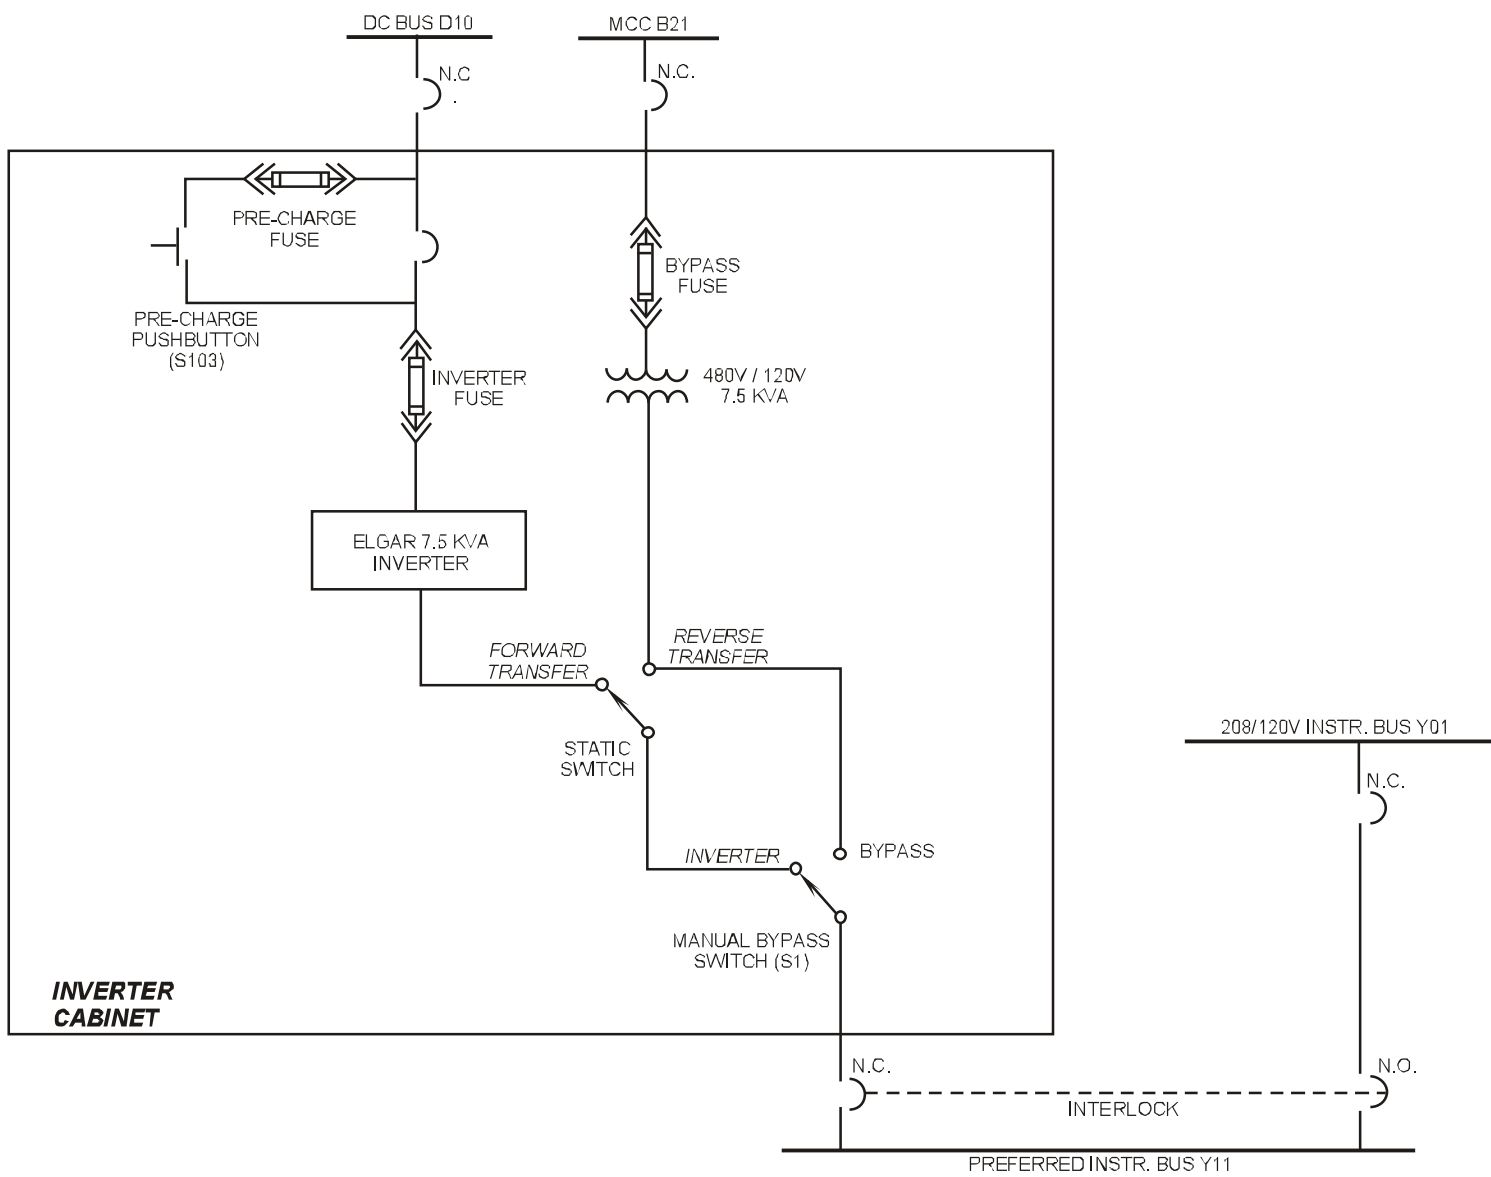 DC BUS D10
MCC B21
N.C
.
N.C.
PRE-CHARGE
FUSE
BYPASS
FUSE
PRE-CHARGE
PUSHBUTTON
(S103)
INVERTER
FUSE
480V / 120V
7.5 KVA
ELGAR 7.5 KVA
INVERTER
FORWARD
TRANSFER
REVERSE
TRANSFER
STATIC
SWITCH
208/120V INSTR. BUS Y01
N.C.
INVERTER
BYPASS
MANUAL BYPASS
SWITCH (S1)
INVERTER
CABINET
N.C.
N.O.
INTERLOCK
PREFERRED INSTR. BUS Y11